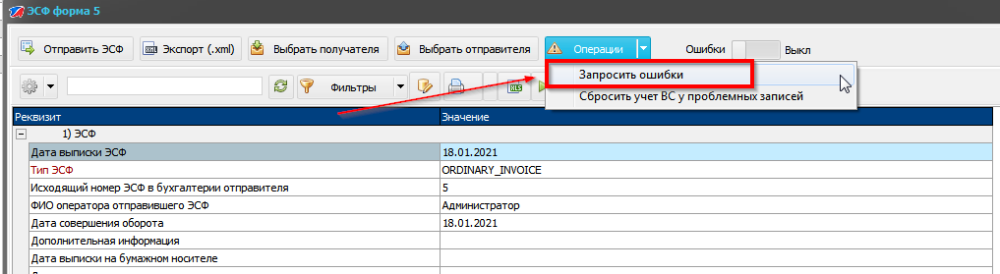 ЭСФ форма 5
Отправить ЭСФ Экспорт (.xml) Выбрать получателя Выбрать отправителя Операции Ошибки Выкл
Запросить ошибки
Фильтры XLS
Сбросить учет ВС у проблемных записей
Реквизит Значение
1) ЭСФ
Дата выписки ЭСФ 18.01.2021
Тип ЭСФ ORDINARY_INVOICE
Исходящий номер ЭСФ в бухгалтерии отправителя 5
ФИО оператора отправившего ЭСФ Администратор
Дата совершения оборота 18.01.2021
Дополнительная информация
Дата выписки на бумажном носителе